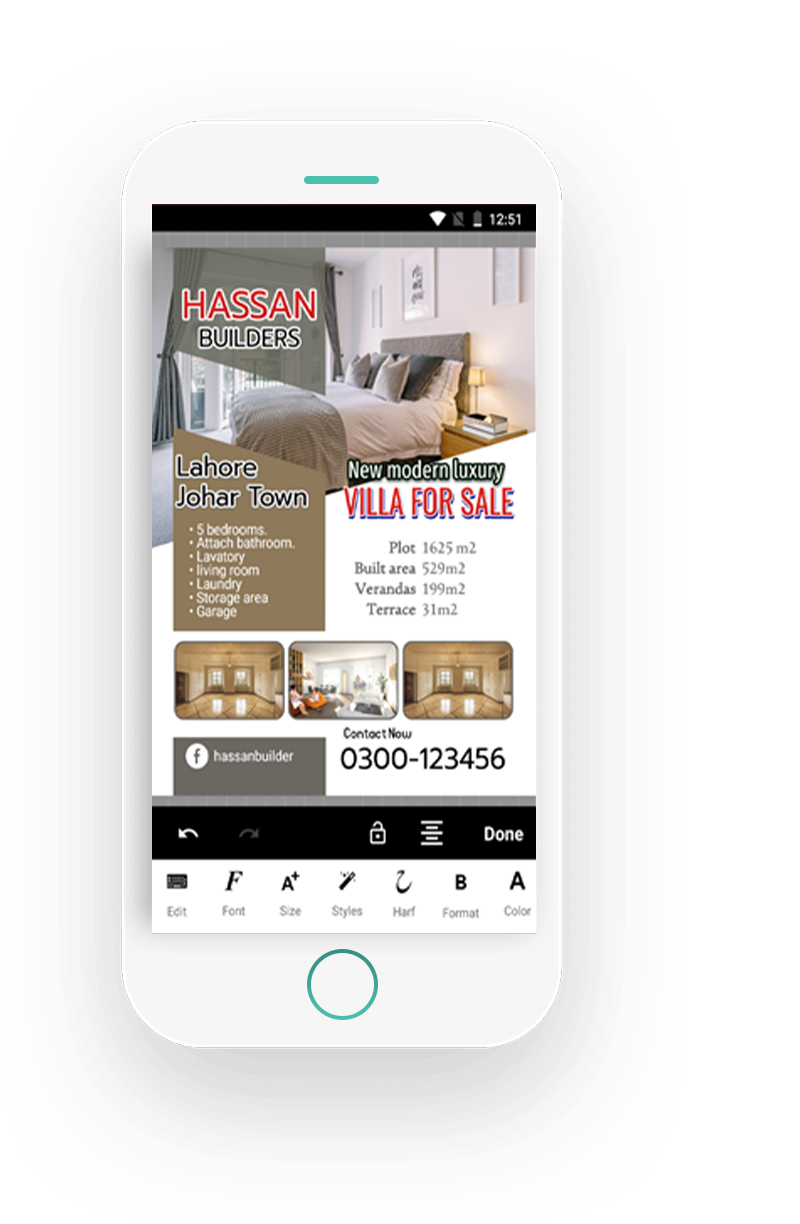 12:51
HASSAN
BUILDERS
Lahore
Johar Town
• 5 bedrooms.
• Attach bathroom.
• Lavatory
• living room
• Laundry
• Storage area
• Garage
New modern luxury
VILLA FOR SALE
Plot 1625 m2
Built area 529m2
Verandas 199m2
Terrace 31m2
f hassanbuilder
Contact Now
0300-123456
Done
Edit Font Size Styles Harf Format Color